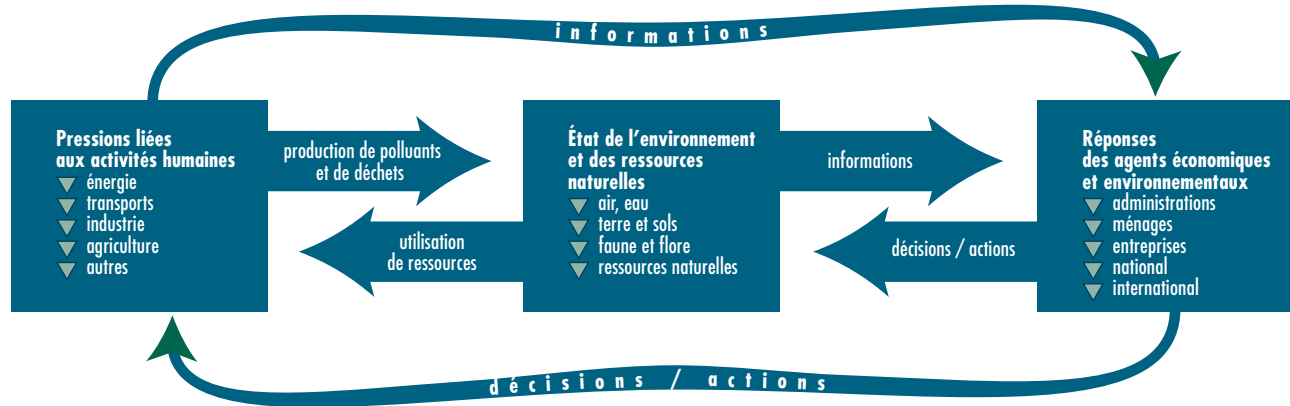 informations
Pressions liées
aux activités humaines
énergie
transports
industrie
agriculture
autres
production de polluants
et de déchets
utilisation
de ressources
État de l'environnement
et des ressources
naturelles
air, eau
terre et sols
faune et flore
ressources naturelles
informations
décisions / actions
Réponses
des agents économiques
et environnementaux
administrations
ménages
entreprises
national
international
décisions / actions